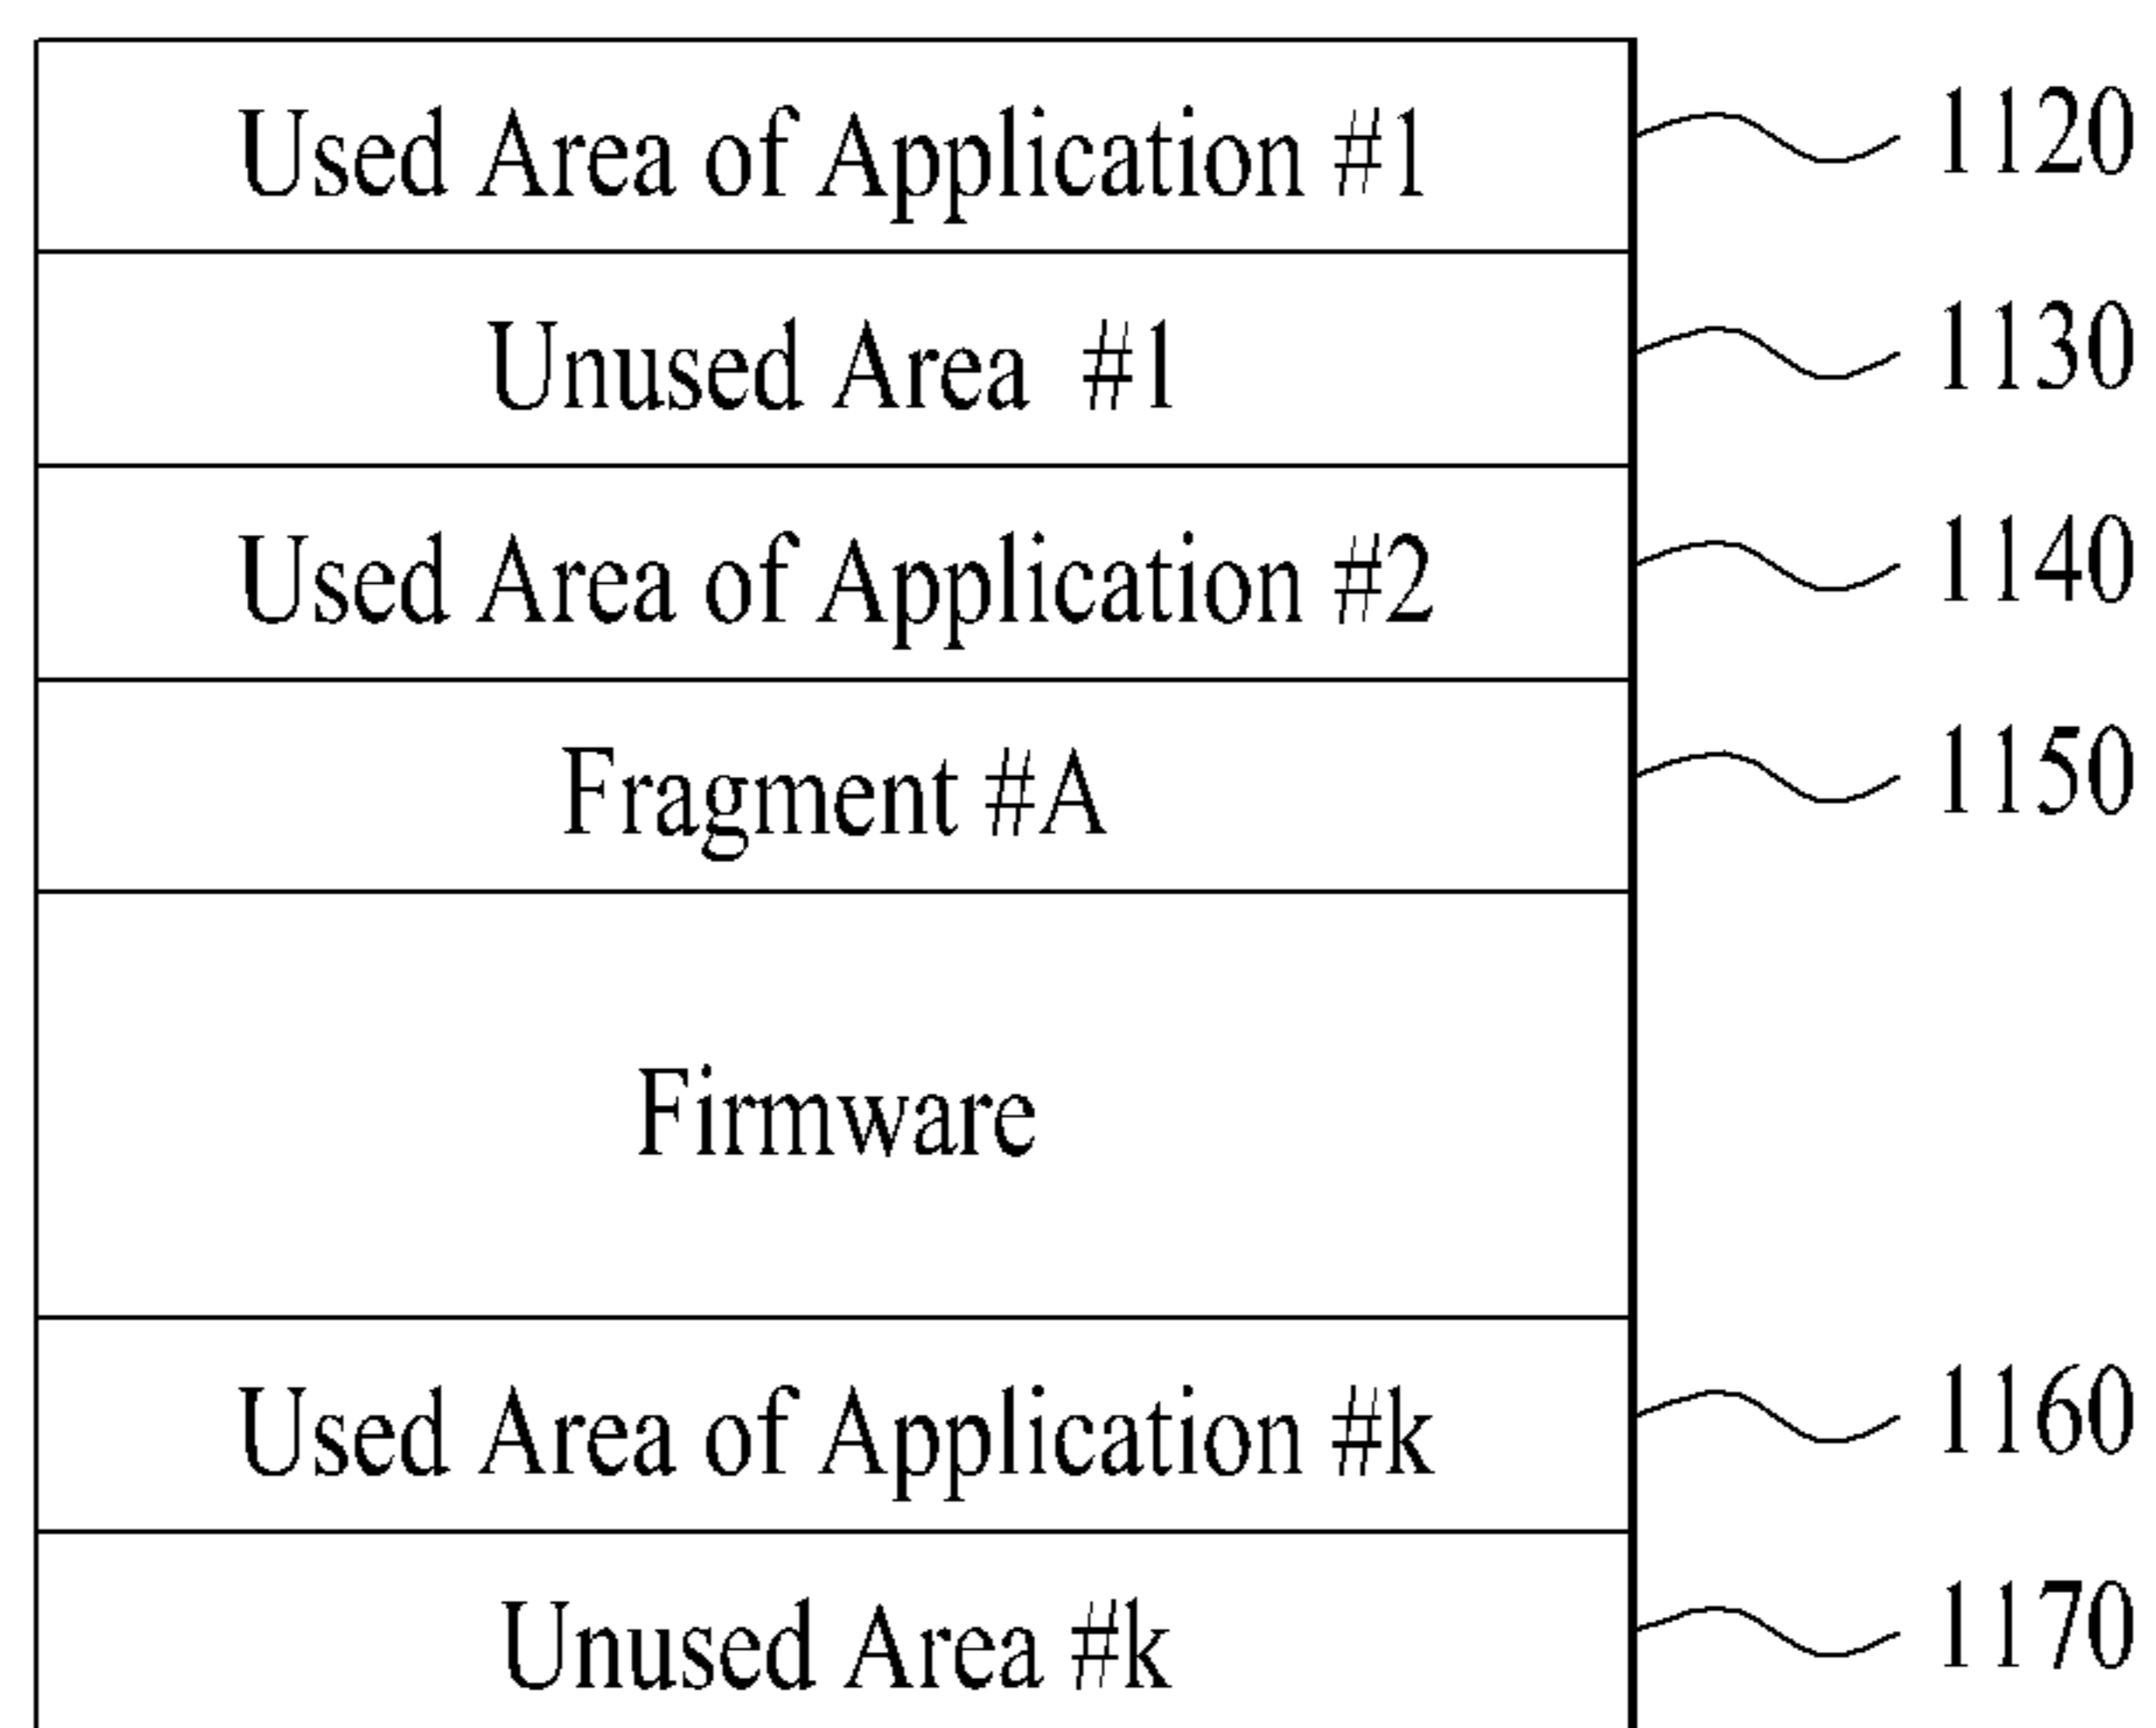 Used Area of Application #1 1120
Unused Area #1 1130
Used Area of Application #2 1140
Fragment #A 1150
Firmware
Used Area of Application #k 1160
Unused Area #k 1170